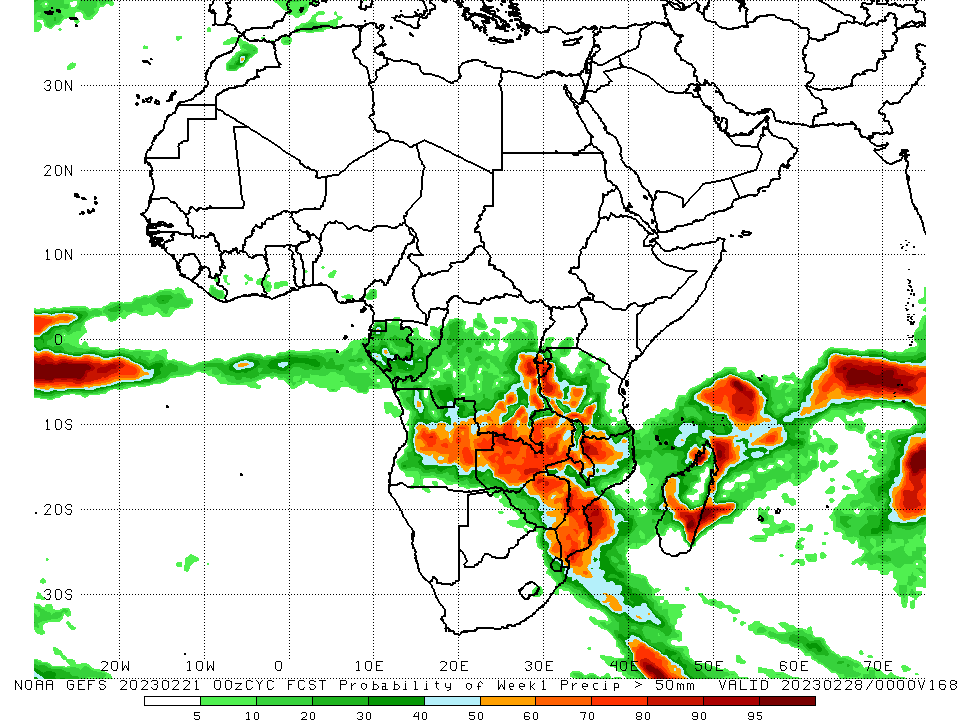 30N
20N
10N
0
10S
20S
30S
20W 10W 0 10E 20E 30E 40E 50E 60E 70E
NOAA GEFS 20230221 00zCYC FCST Probability of Week1 Precip > 50mm VALID 20230228/0000V168
5 10 20 30 40 50 60 70 80 90 95